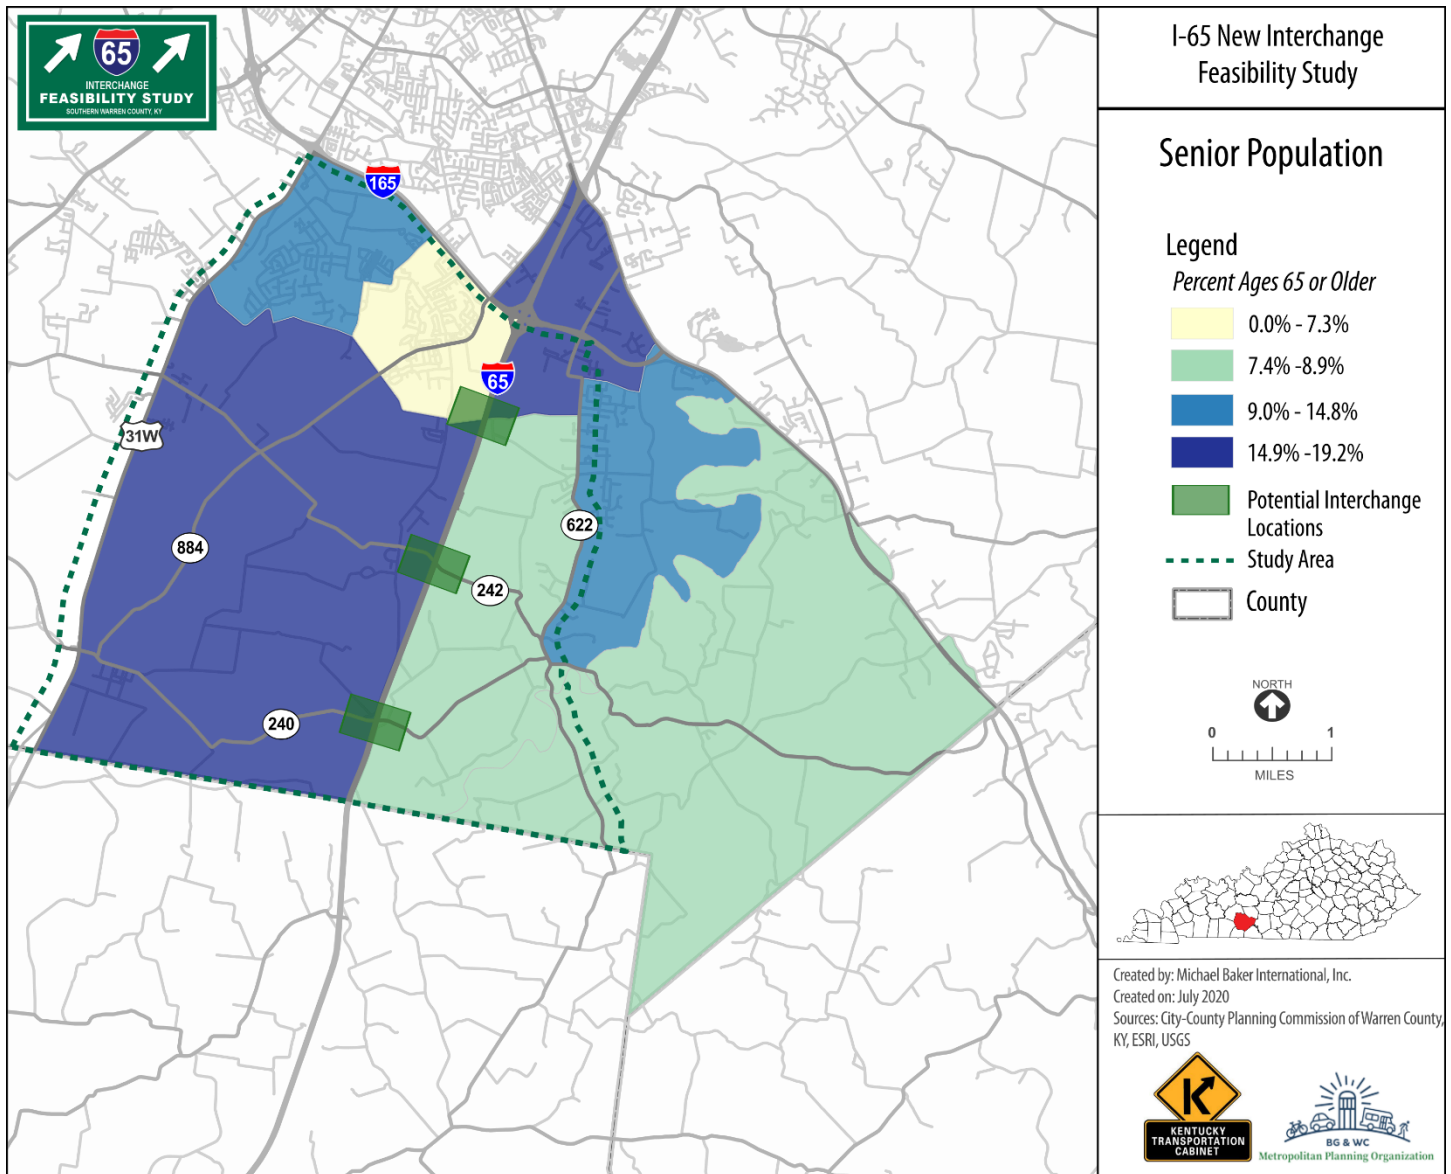 65
INTERCHANGE
FEASIBILITY STUDY
SOUTHERN WARREN COUNTY, KY
165
65
31W
884
622
242
240
I-65 New Interchange
Feasibility Study
Senior Population
Legend
Percent Ages 65 or Older
0.0% - 7.3%
7.4% -8.9%
9.0% - 14.8%
14.9% -19.2%
Potential Interchange
Locations
Study Area
County
NORTH
0 1
MILES
Created by: Michael Baker International, Inc.
Created on: July 2020
Sources: City-County Planning Commission of Warren County,
KY, ESRI, USGS
K
KENTUCKY
TRANSPORTATION
CABINET
BG & WC
Metropolitan Planning Organization